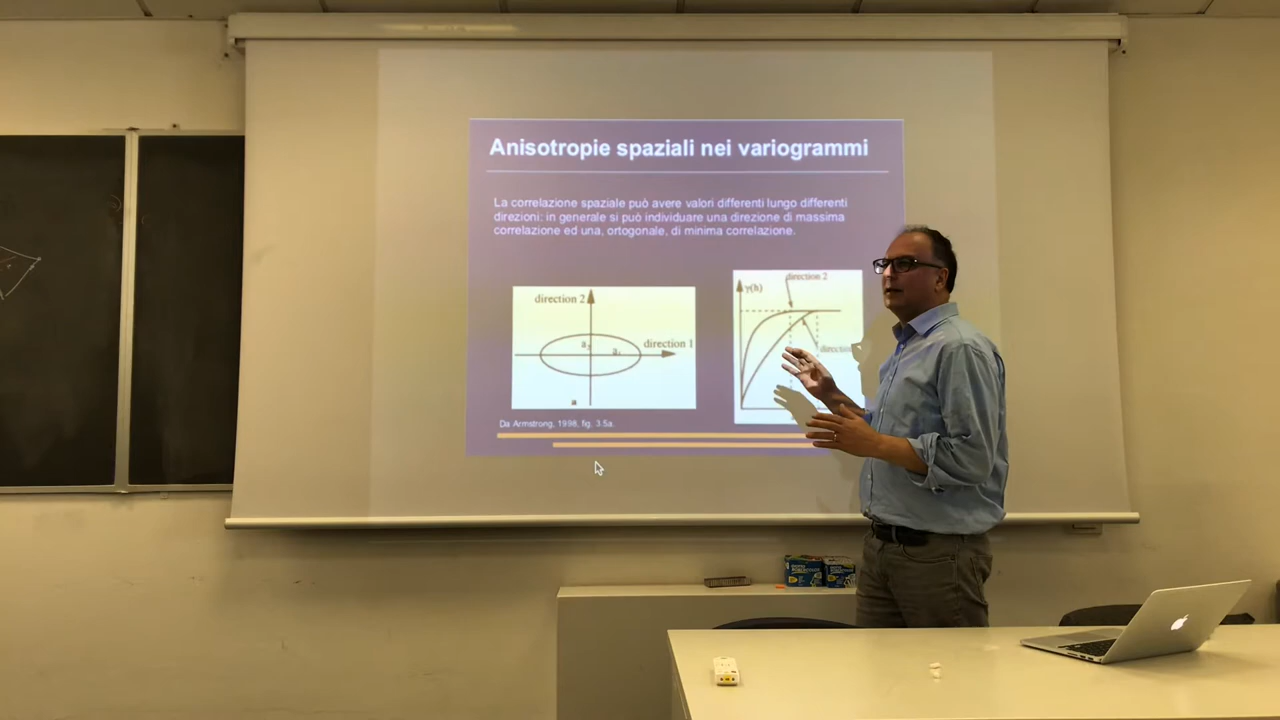 Anisotropie spaziali nei variogrammi
La correlazione spaziale può avere valori differenti lungo differenti
direzioni: in generale si può individuare una direzione di massima
correlazione ed una, ortogonale, di minima correlazione.
direction 2
direction 1
a
Da Armstrong, 1998, fig. 3.5a.
direction 2
γ(h)